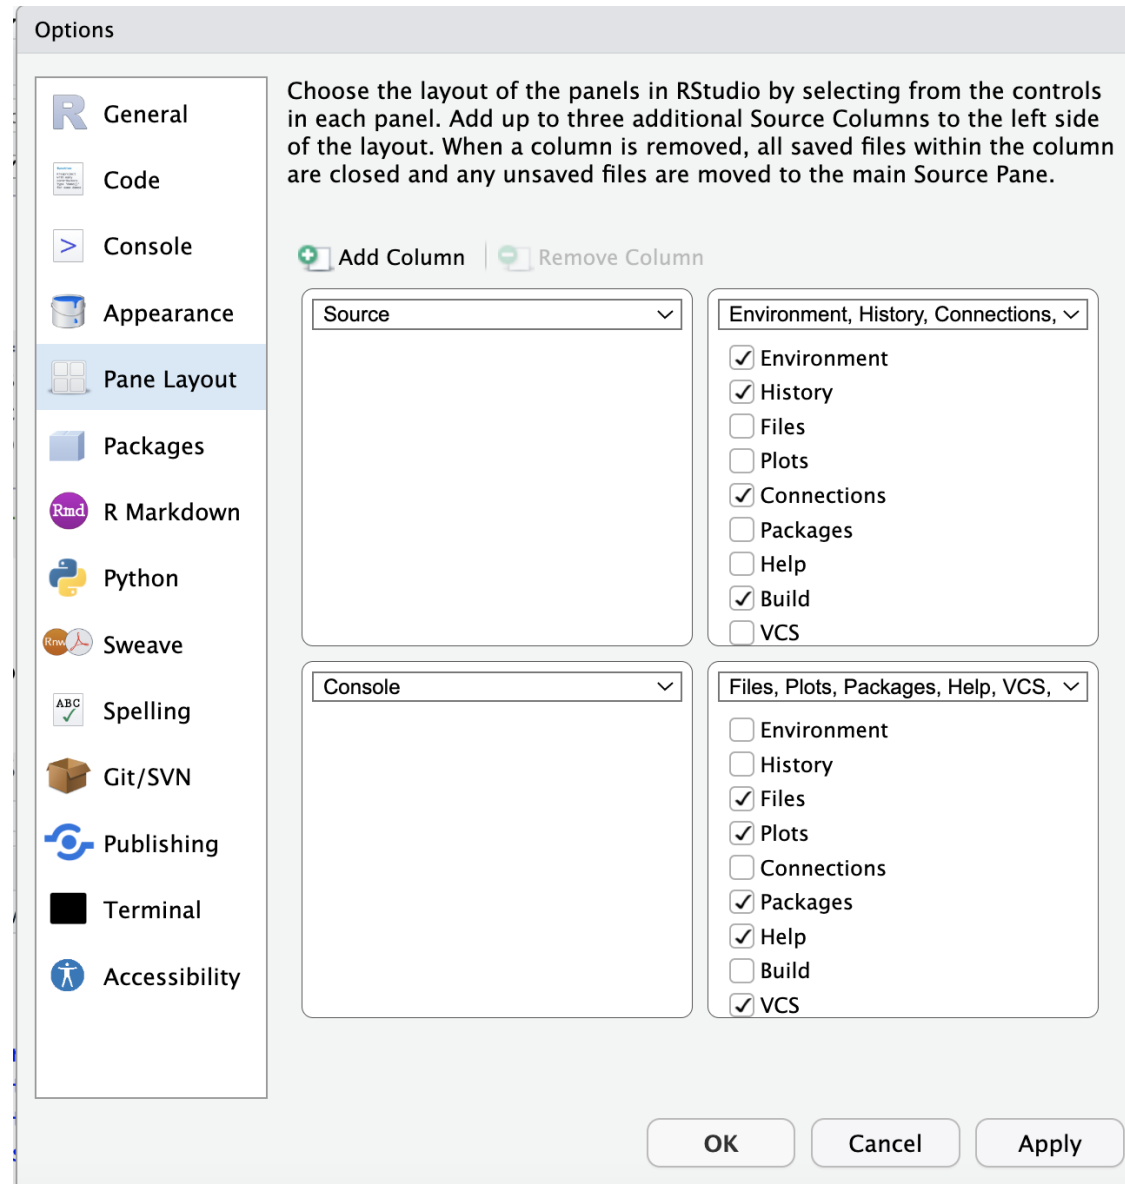 Options
General
Code
Console
Appearance
Pane Layout
Packages
Rmd R Markdown
Python
Rnw Sweave
ABC Spelling
Git/SVN
Publishing
Terminal
Accessibility
Choose the layout of the panels in RStudio by selecting from the controls
in each panel. Add up to three additional Source Columns to the left side
of the layout. When a column is removed, all saved files within the column
are closed and any unsaved files are moved to the main Source Pane.
Add Column Remove Column
Source
Environment, History, Connections,
Environment
History
Files
Plots
Connections
Packages
Help
Build
VCS
Console
Files, Plots, Packages, Help, VCS,
Environment
History
Files
Plots
Connections
Packages
Help
Build
VCS
OK Cancel Apply